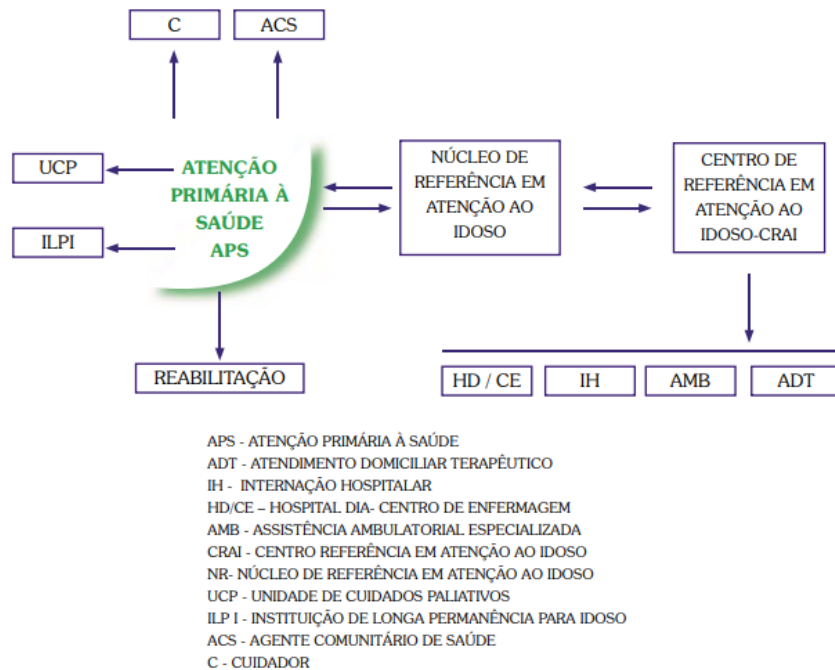 C
ACS
UCP
ILPI
ATENÇÃO
PRIMÁRIA À
SAÚDE
APS
NÚCLEO DE
REFERÊNCIA EM
ATENÇÃO AO
IDOSO
CENTRO DE
REFERÊNCIA EM
ATENÇÃO AO
IDOSO-CRAI
REABILITAÇÃO
HD / CE
IH
AMB
ADT
APS - ATENÇÃO PRIMÁRIA À SAÚDE
ADT - ATENDIMENTO DOMICILIAR TERAPÊUTICO
IH - INTERNAÇÃO HOSPITALAR
HD/CE – HOSPITAL DIA- CENTRO DE ENFERMAGEM
AMB - ASSISTÊNCIA AMBULATORIAL ESPECIALIZADA
CRAI - CENTRO REFERÊNCIA EM ATENÇÃO AO IDOSO
NR- NÚCLEO DE REFERÊNCIA EM ATENÇÃO AO IDOSO
UCP - UNIDADE DE CUIDADOS PALIATIVOS
ILP I - INSTITUIÇÃO DE LONGA PERMANÊNCIA PARA IDOSO
ACS - AGENTE COMUNITÁRIO DE SAÚDE
C - CUIDADOR